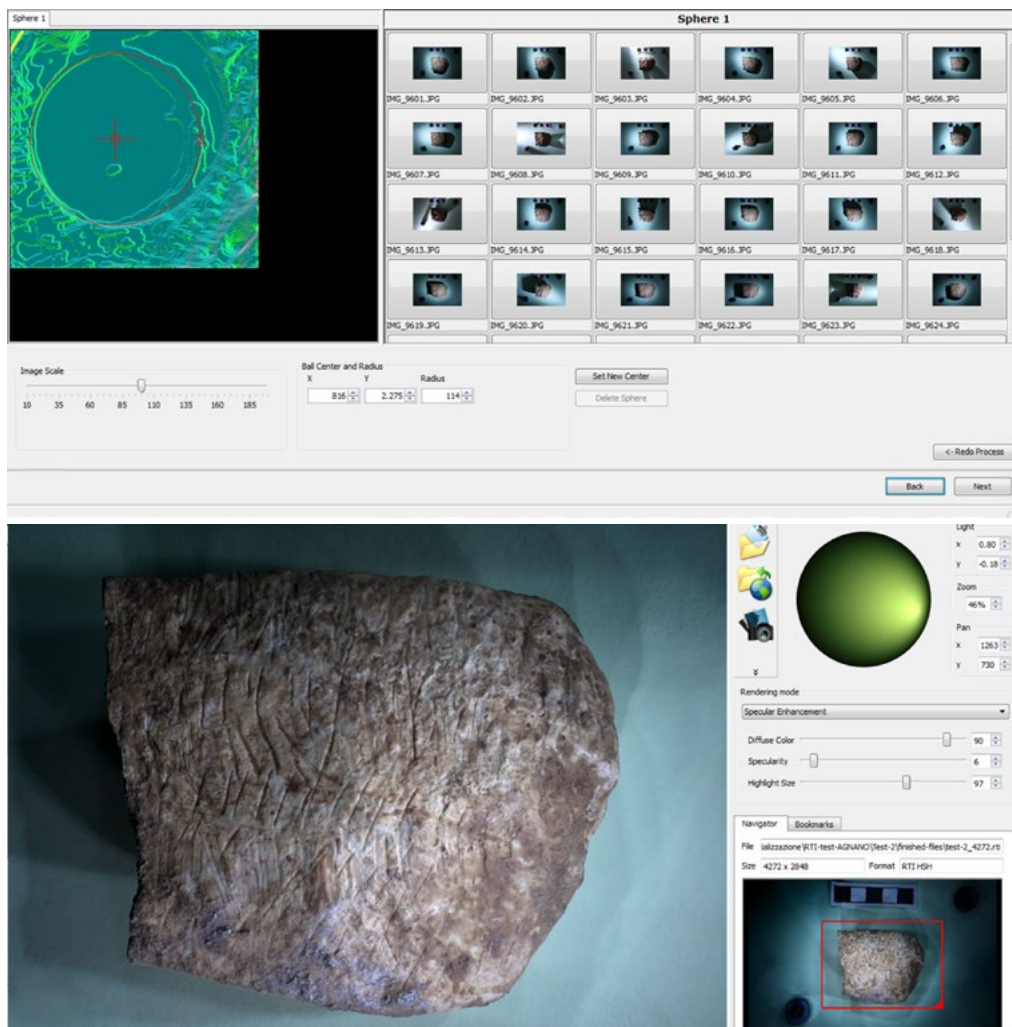 Sphere 1
Sphere 1
IMG_9601.JPG IMG_9602.JPG IMG_9603.JPG IMG_9604.JPG IMG_9605.JPG IMG_9606.JPG
IMG_9607.JPG IMG_9608.JPG IMG_9609.JPG IMG_9610.JPG IMG_9611.JPG IMG_9612.JPG
IMG_9613.JPG IMG_9614.JPG IMG_9615.JPG IMG_9616.JPG IMG_9617.JPG IMG_9618.JPG
IMG_9619.JPG IMG_9620.JPG IMG_9621.JPG IMG_9622.JPG IMG_9623.JPG IMG_9624.JPG
Image Scale
10 35 60 85 110 135 160 185
Ball Center and Radius
X Y Radius
816 2.275 114
Set New Center
Delete Sphere
<- Redo Process
Back Next
Light
x 0.80
y -0.18
Zoom
46%
Pan
x 1263
y 730
Rendering mode
Specular Enhancement
Diffuse Color 90
Specularity 6
Highlight Size 97
Navigator Bookmarks
File ializzazione\RTI-test-AGNANO\Test-2\finished-files\test-2_4272.rti
Size 4272 x 2848 Format RTI HSH